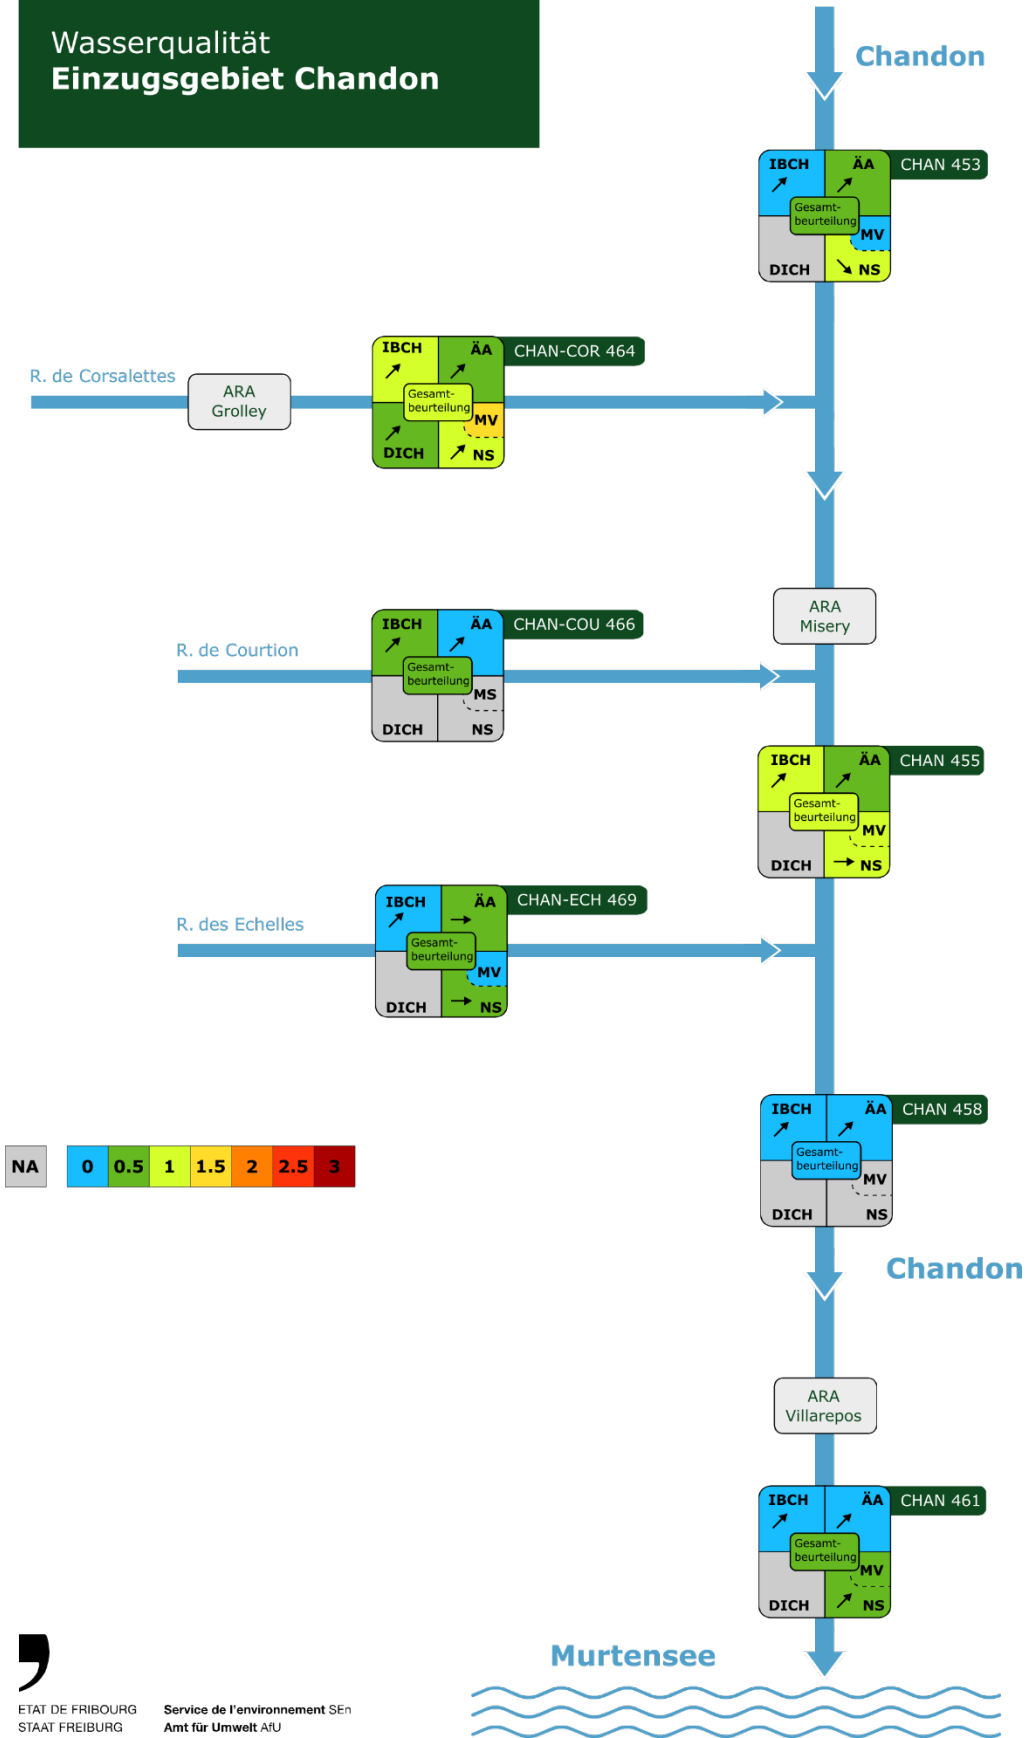 Wasserqualität
Einzugsgebiet Chandon
Chandon
IBCH
ÄA
CHAN 453
Gesamt-
beurteilung
MV
DICH
NS
R. de Corsalettes
ARA
Grolley
IBCH
ÄA
CHAN-COR 464
Gesamt-
beurteilung
MV
DICH
NS
ARA
Misery
R. de Courtion
IBCH
ÄA
CHAN-COU 466
Gesamt-
beurteilung
MS
DICH
NS
IBCH
ÄA
CHAN 455
Gesamt-
beurteilung
MV
DICH
NS
R. des Echelles
IBCH
ÄA
CHAN-ECH 469
Gesamt-
beurteilung
MV
DICH
NS
IBCH
ÄA
CHAN 458
Gesamt-
beurteilung
MV
DICH
NS
NA 0 0.5 1 1.5 2 2.5 3
Chandon
ARA
Villarepos
IBCH
ÄA
CHAN 461
Gesamt-
beurteilung
MV
DICH
NS
Murtensee
ETAT DE FRIBOURG
STAAT FREIBURG
Service de l'environnement SEn
Amt für Umwelt AfU